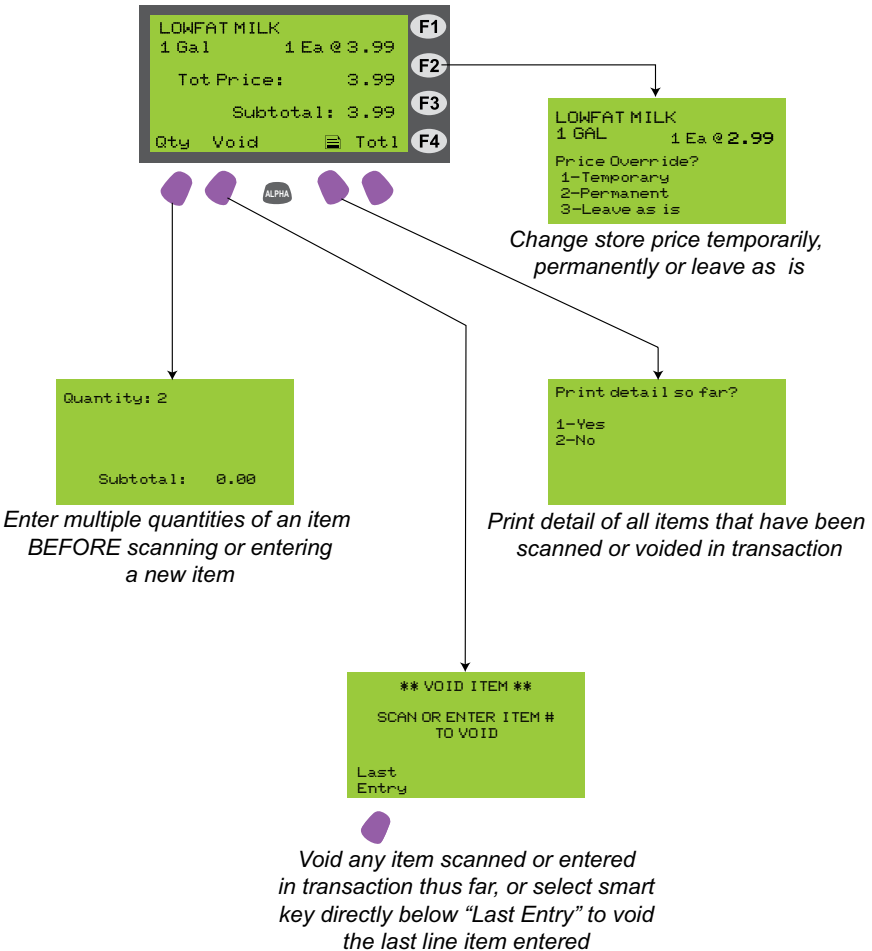 LOWFAT MILK
1 Gal 1 Ea @ 3.99
Tot Price: 3.99
Subtotal: 3.99
Qty Void Totl
F1
F2
F3
F4
ALPHA
LOWFAT MILK
1 GAL 1 Ea @ 2.99
Price Override?
1-Temporary
2-Permanent
3-Leave as is
Change store price temporarily,
permanently or leave as is
Quantity: 2
Subtotal: 0.00
Enter multiple quantities of an item
BEFORE scanning or entering
a new item
Print detail so far?
1-Yes
2-No
Print detail of all items that have been
scanned or voided in transaction
** VOID ITEM **
SCAN OR ENTER ITEM #
TO VOID
Last
Entry
Void any item scanned or entered
in transaction thus far, or select smart
key directly below “Last Entry” to void
the last line item entered